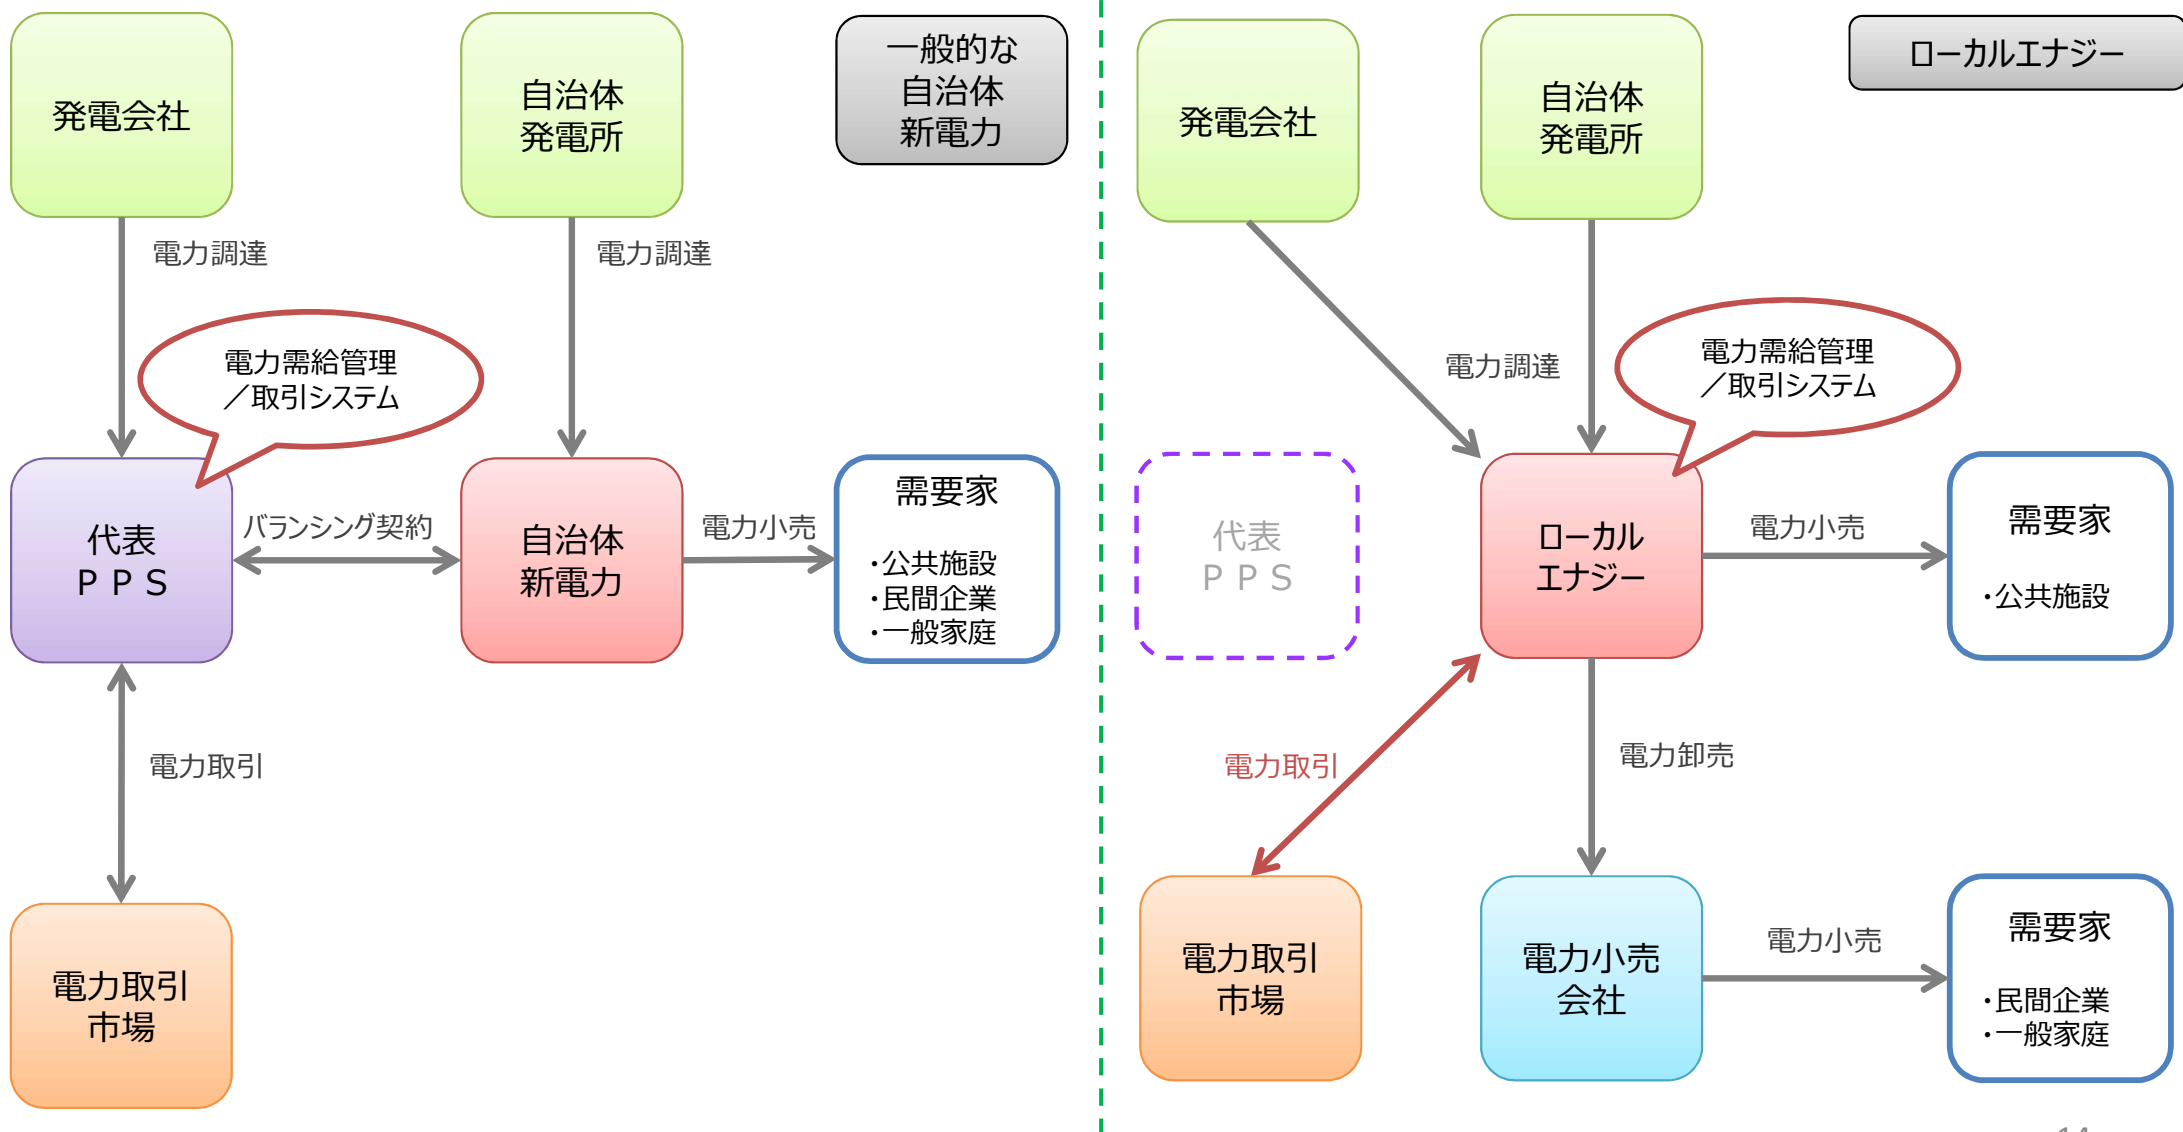 一般的な
自治体
新電力
発電会社
自治体
発電所
電力調達
電力調達
電力需給管理
／取引システム
代表
ＰＰＳ
バランシング契約
自治体
新電力
電力小売
需要家
・公共施設
・民間企業
・一般家庭
電力取引
電力取引
市場
ローカルエナジー
発電会社
自治体
発電所
電力調達
電力需給管理
／取引システム
代表
ＰＰＳ
ローカル
エナジー
電力小売
需要家
・公共施設
電力取引
電力卸売
電力取引
市場
電力小売
会社
電力小売
需要家
・民間企業
・一般家庭